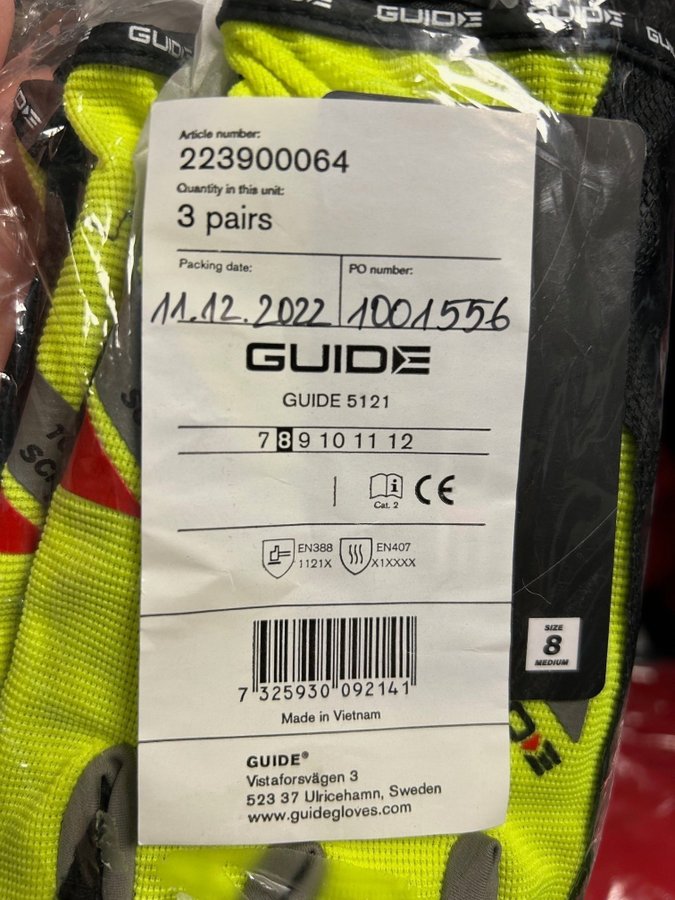 GUIDE
GUIDE
GUIDE
Article number:
223900064
Quantity in this unit:
3 pairs
Packing date:
PO number:
11.12.2022
1001556
GUIDE
GUIDE 5121
7 8 9 10 11 12
i
Cat. 2
CE
EN388
1121X
EN407
X1XXXX
7 325930 092141
Made in Vietnam
GUIDE®
Vistaforsvägen 3
523 37 Ulricehamn, Sweden
www.guidegloves.com
SIZE
8
MEDIUM